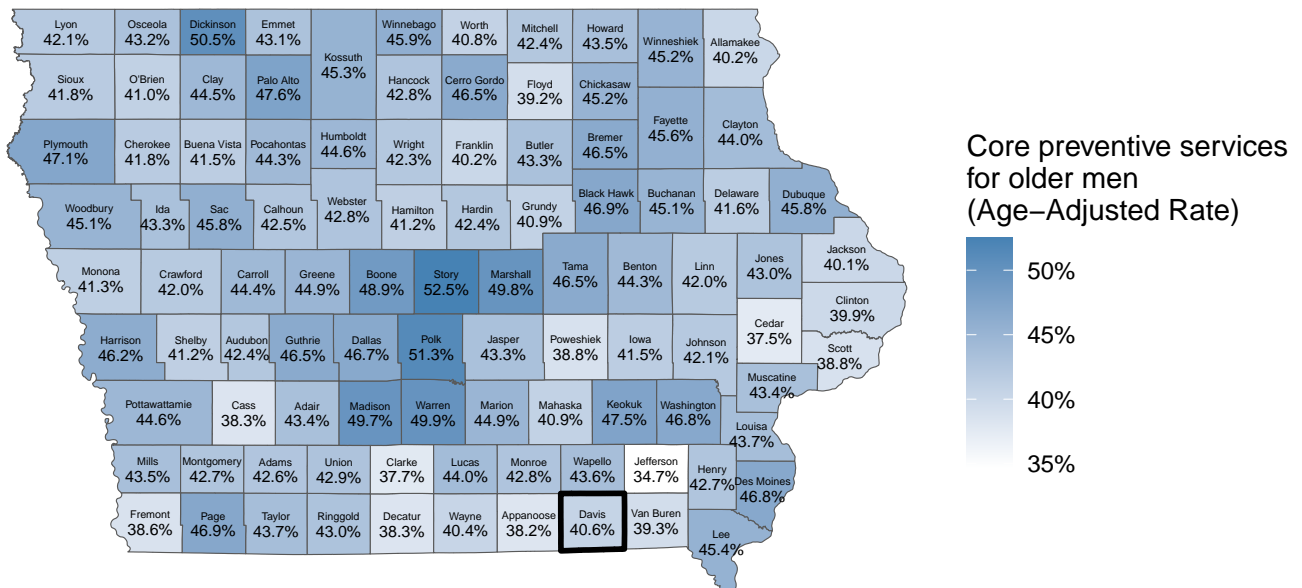 Lyon
42.1%
Osceola
43.2%
Dickinson
50.5%
Emmet
43.1%
Kossuth
45.3%
Winnebago
45.9%
Worth
40.8%
Mitchell
42.4%
Howard
43.5%
Winneshiek
45.2%
Allamakee
40.2%
Sioux
41.8%
O'Brien
41.0%
Clay
44.5%
Palo Alto
47.6%
Hancock
42.8%
Cerro Gordo
46.5%
Floyd
39.2%
Chickasaw
45.2%
Fayette
45.6%
Clayton
44.0%
Plymouth
47.1%
Cherokee
41.8%
Buena Vista
41.5%
Pocahontas
44.3%
Humboldt
44.6%
Wright
42.3%
Franklin
40.2%
Butler
43.3%
Bremer
46.5%
Woodbury
45.1%
Ida
43.3%
Sac
45.8%
Calhoun
42.5%
Webster
42.8%
Hamilton
41.2%
Hardin
42.4%
Grundy
40.9%
Black Hawk
46.9%
Buchanan
45.1%
Delaware
41.6%
Dubuque
45.8%
Monona
41.3%
Crawford
42.0%
Carroll
44.4%
Greene
44.9%
Boone
48.9%
Story
52.5%
Marshall
49.8%
Tama
46.5%
Benton
44.3%
Linn
42.0%
Jones
43.0%
Jackson
40.1%
Clinton
39.9%
Harrison
46.2%
Shelby
41.2%
Audubon
42.4%
Guthrie
46.5%
Dallas
46.7%
Polk
51.3%
Jasper
43.3%
Poweshiek
38.8%
Iowa
41.5%
Johnson
42.1%
Cedar
37.5%
Scott
38.8%
Muscatine
43.4%
Pottawattamie
44.6%
Cass
38.3%
Adair
43.4%
Madison
49.7%
Warren
49.9%
Marion
44.9%
Mahaska
40.9%
Keokuk
47.5%
Washington
46.8%
Louisa
43.7%
Mills
43.5%
Montgomery
42.7%
Adams
42.6%
Union
42.9%
Clarke
37.7%
Lucas
44.0%
Monroe
42.8%
Wapello
43.6%
Jefferson
34.7%
Henry
42.7%
Des Moines
46.8%
Fremont
38.6%
Page
46.9%
Taylor
43.7%
Ringgold
43.0%
Decatur
38.3%
Wayne
40.4%
Appanoose
38.2%
Davis
40.6%
Van Buren
39.3%
Lee
45.4%
Core preventive services
for older men
(Age−Adjusted Rate)
50%
45%
40%
35%